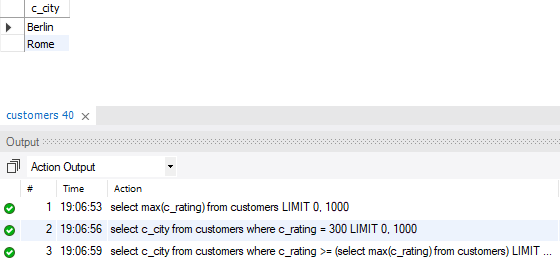 c_city
Berlin
Rome
customers 40
Output
Action Output
# Time Action
1 19:06:53 select max(c_rating) from customers LIMIT 0, 1000
2 19:06:56 select c_city from customers where c_rating = 300 LIMIT 0, 1000
3 19:06:59 select c_city from customers where c_rating >= (select max(c_rating) from customers) LIMIT ...